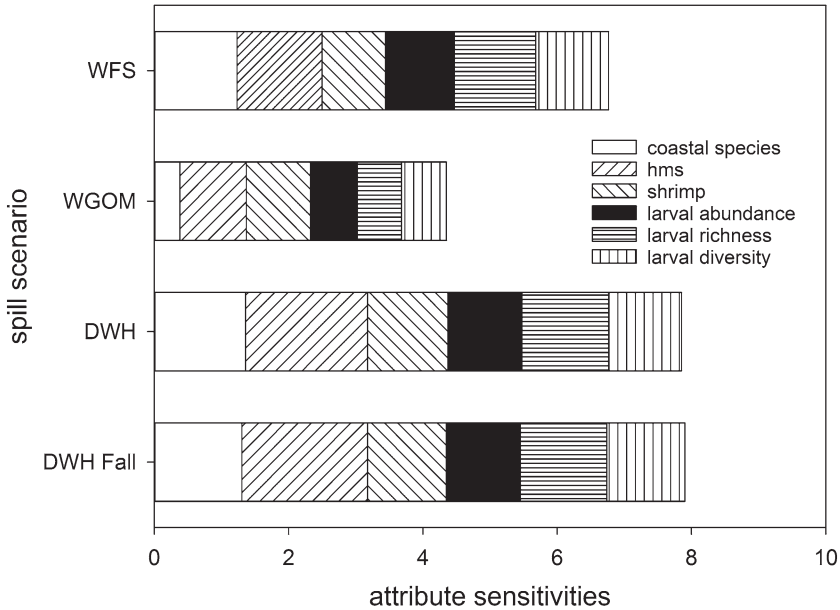 WFS
WGOM
DWH
DWH Fall
spill scenario
coastal species
hms
shrimp
larval abundance
larval richness
larval diversity
0 2 4 6 8 10
attribute sensitivities